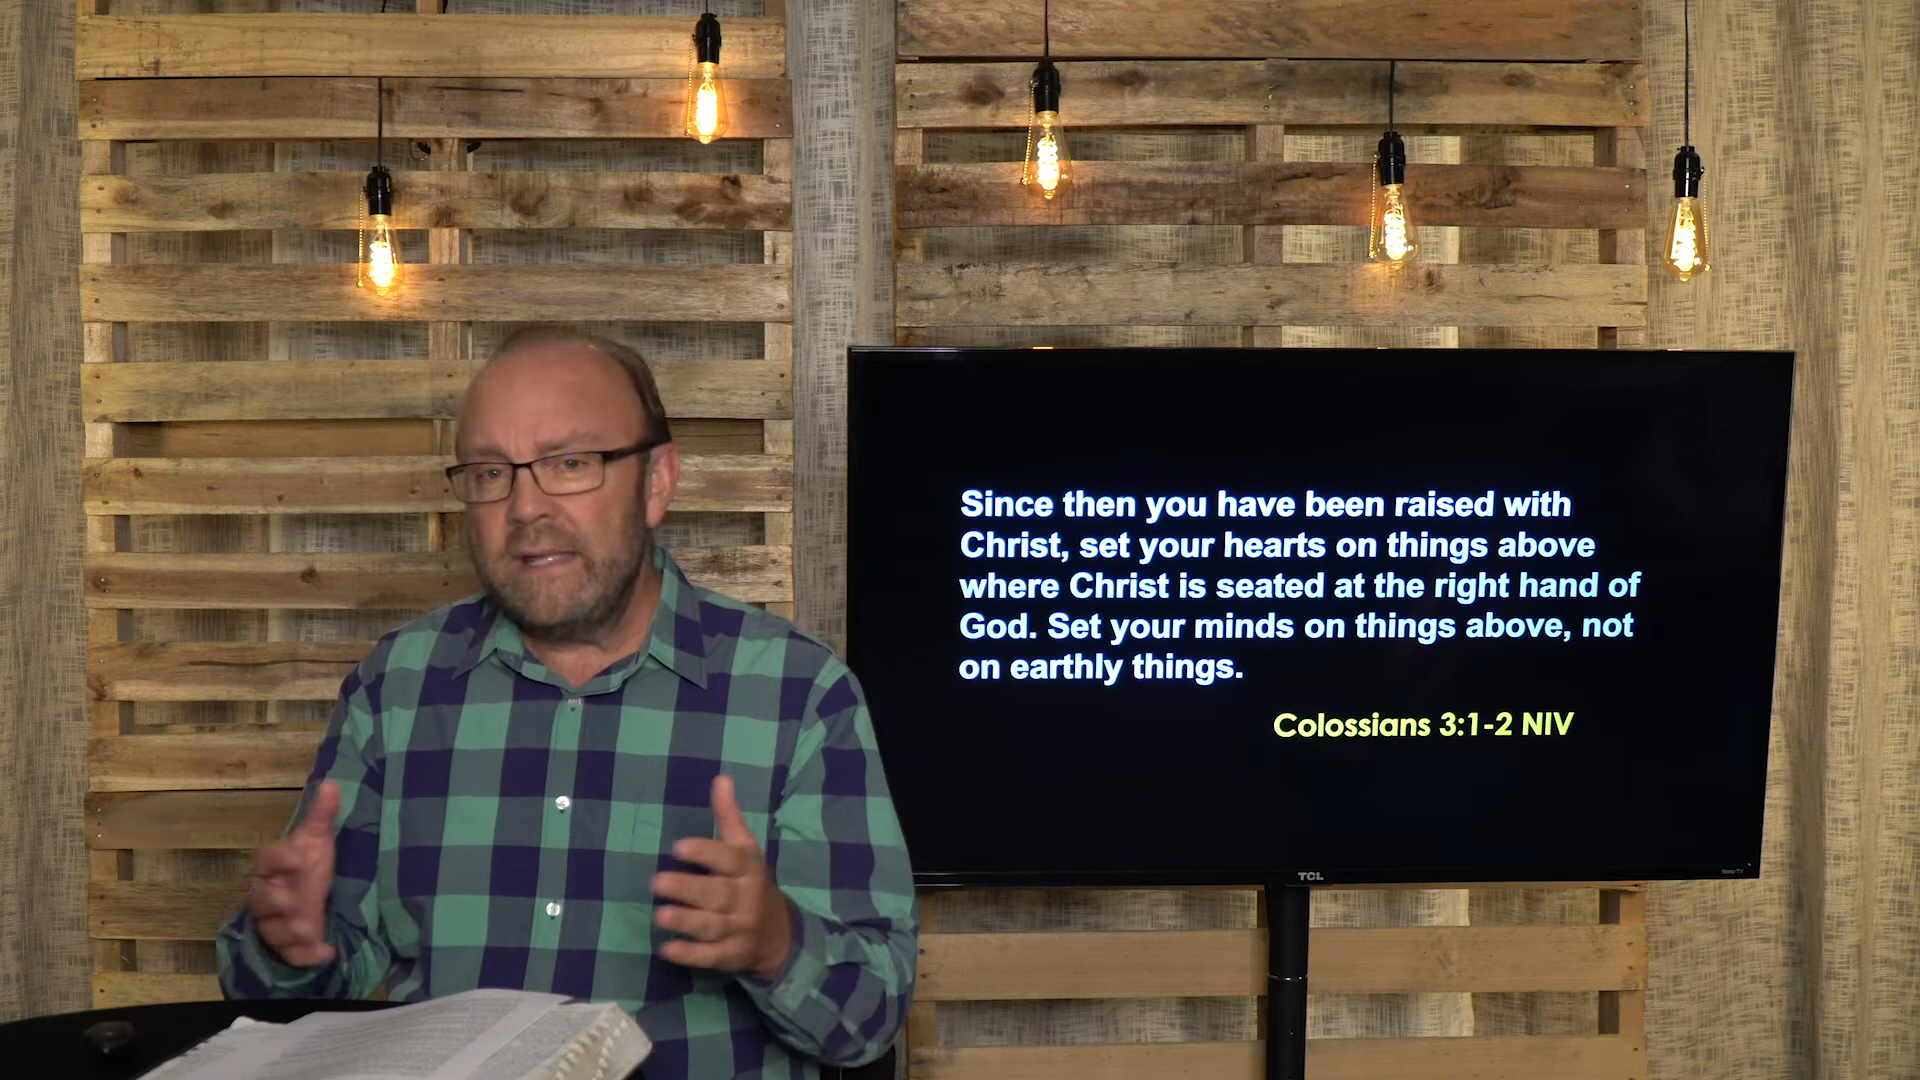 Since then you have been raised with
Christ, set your hearts on things above
where Christ is seated at the right hand of
God. Set your minds on things above, not
on earthly things.
Colossians 3:1-2 NIV
TCL
Roku TV